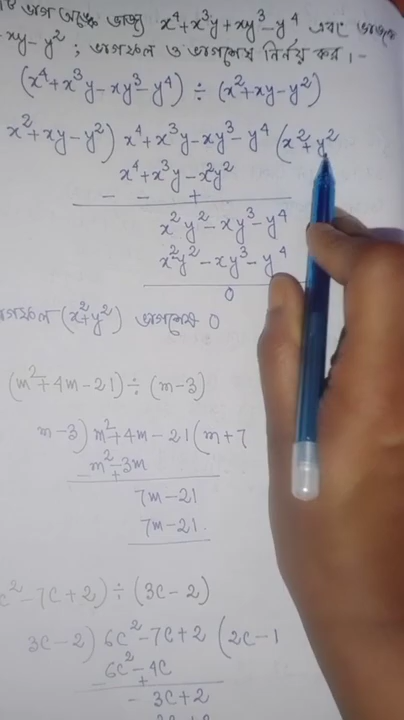 ভাগ অঙ্কে ভাজ্য x⁴+x³y+xy³-y⁴ এবং ভাজক
xy-y² ; ভাগফল ও ভাগশেষ নির্ণয় কর।-
(x⁴+x³y-xy³-y⁴) ÷ (x²+xy-y²)
x²+xy-y²) x⁴+x³y-xy³-y⁴ (x²+y²
x⁴+x³y-x²y²
- - +
x²y²-xy³-y⁴
x²y²-xy³-y⁴
0
(x²+y²) ভাগশেষ 0
(m²+4m-21) ÷ (m-3)
m-3) m²+4m-21 (m+7
m²-3m
- +
7m-21
7m-21
c²-7c+2) ÷ (3c-2)
3c-2) 6c²-7c+2 (2c-1
6c²-4c
- +
-3c+2